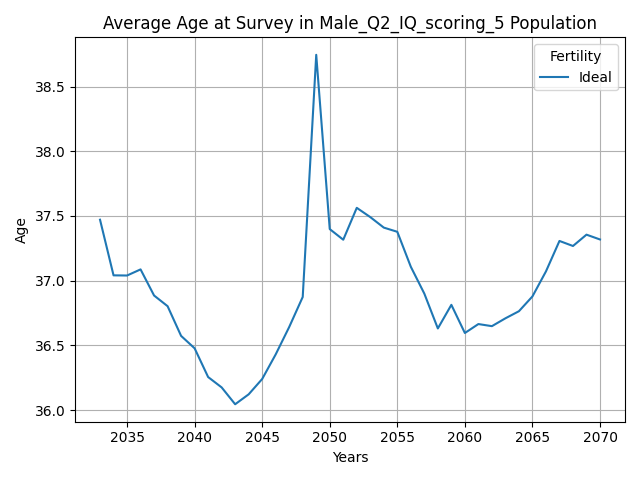 Average Age at Survey in Male_Q2_IQ_scoring_5 Population
Fertility
Ideal
38.5
38.0
37.5
37.0
36.5
36.0
Age
2035 2040 2045 2050 2055 2060 2065 2070
Years